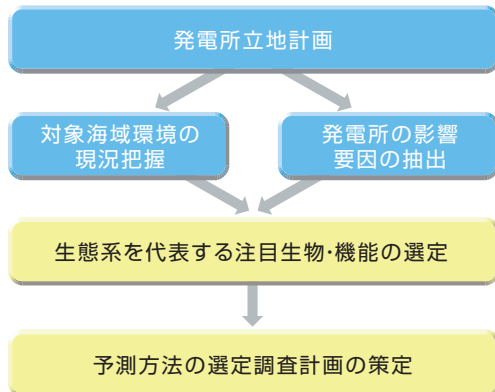 発電所立地計画
対象海域環境の
現況把握
発電所の影響
要因の抽出
生態系を代表する注目生物･機能の選定
予測方法の選定調査計画の策定